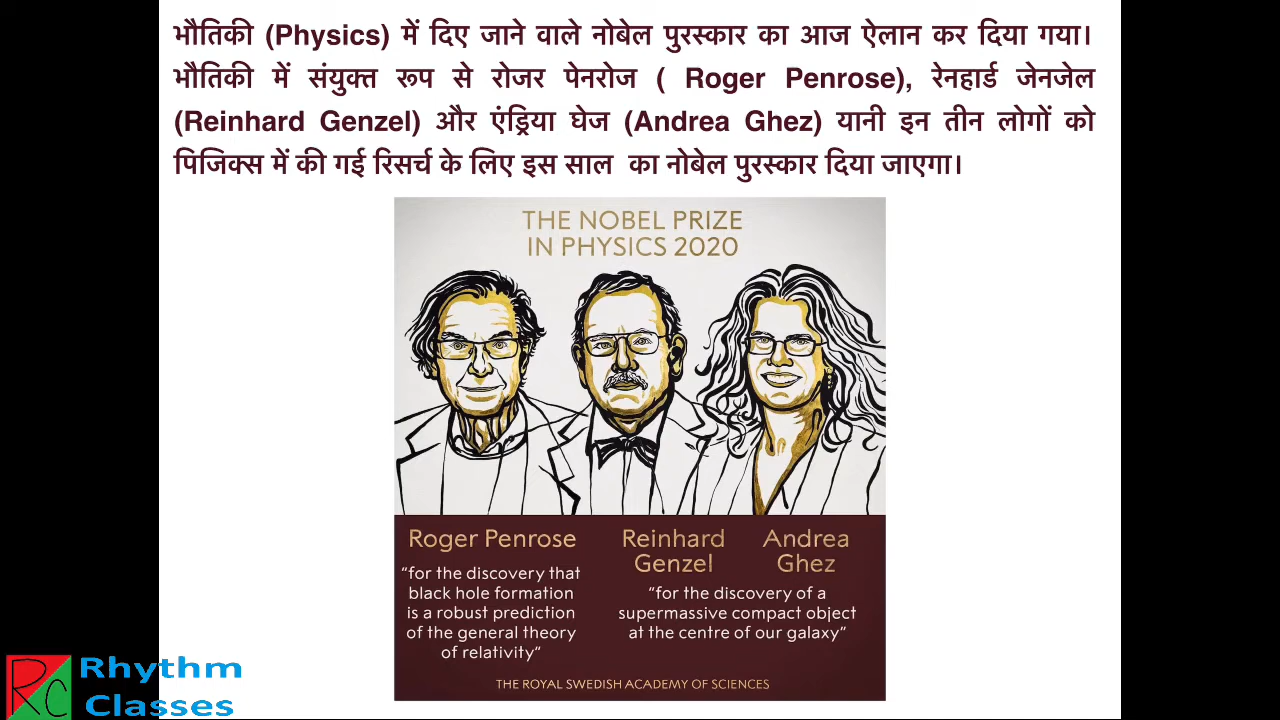 भौतिकी (Physics) में दिए जाने वाले नोबेल पुरस्कार का आज ऐलान कर दिया गया।
भौतिकी में संयुक्त रूप से रोजर पेनरोज ( Roger Penrose), रेनहार्ड जेनजेल
(Reinhard Genzel) और एंड्रिया घेज (Andrea Ghez) यानी इन तीन लोगों को
पिजिक्स में की गई रिसर्च के लिए इस साल का नोबेल पुरस्कार दिया जाएगा।
THE NOBEL PRIZE
IN PHYSICS 2020
Roger Penrose
"for the discovery that
black hole formation
is a robust prediction
of the general theory
of relativity"
Reinhard
Genzel
Andrea
Ghez
"for the discovery of a
supermassive compact object
at the centre of our galaxy"
THE ROYAL SWEDISH ACADEMY OF SCIENCES
RC
Rhythm
Classes